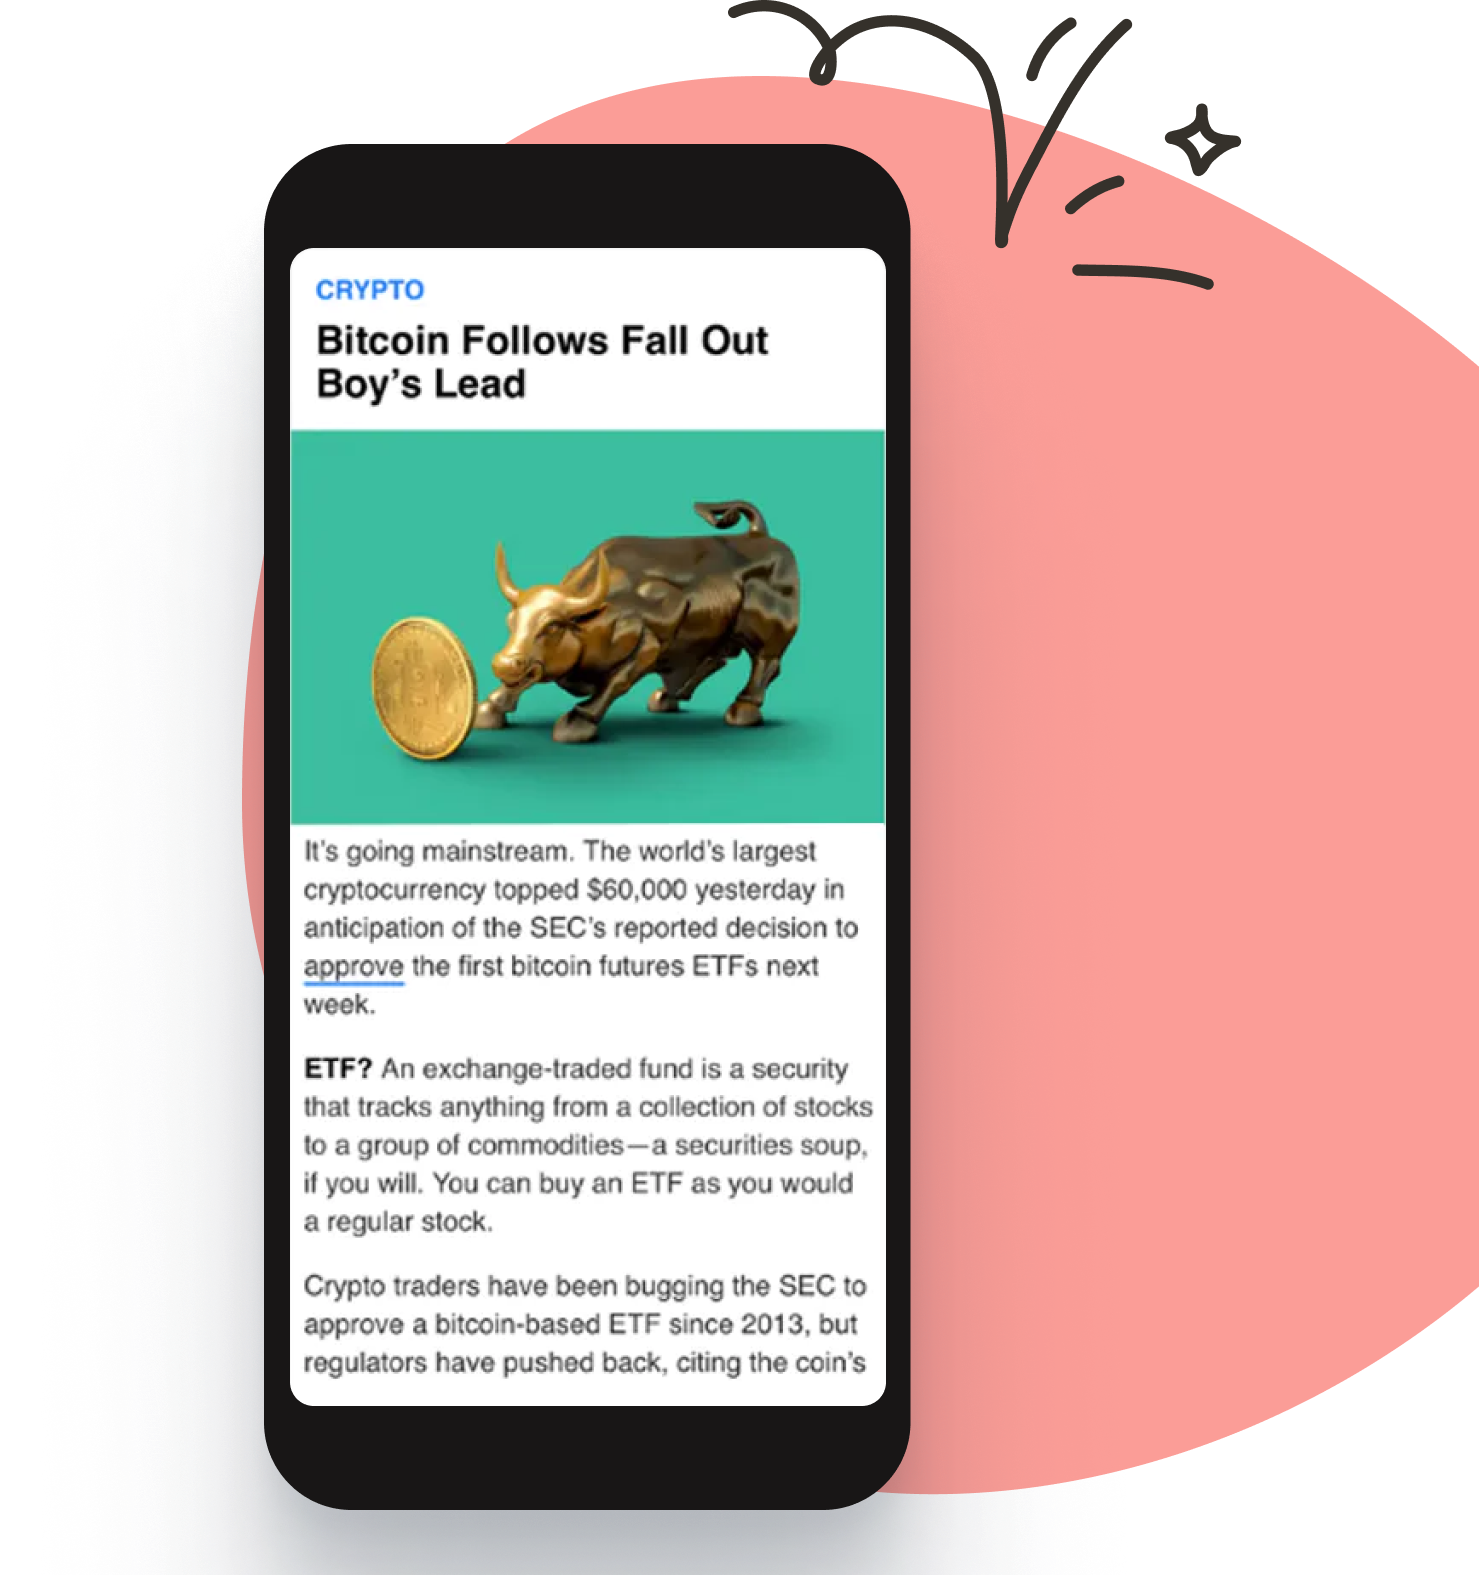 CRYPTO
Bitcoin Follows Fall Out
Boy’s Lead
It’s going mainstream. The world’s largest
cryptocurrency topped $60,000 yesterday in
anticipation of the SEC’s reported decision to
approve the first bitcoin futures ETFs next
week.
ETF? An exchange-traded fund is a security
that tracks anything from a collection of stocks
to a group of commodities—a securities soup,
if you will. You can buy an ETF as you would
a regular stock.
Crypto traders have been bugging the SEC to
approve a bitcoin-based ETF since 2013, but
regulators have pushed back, citing the coin’s